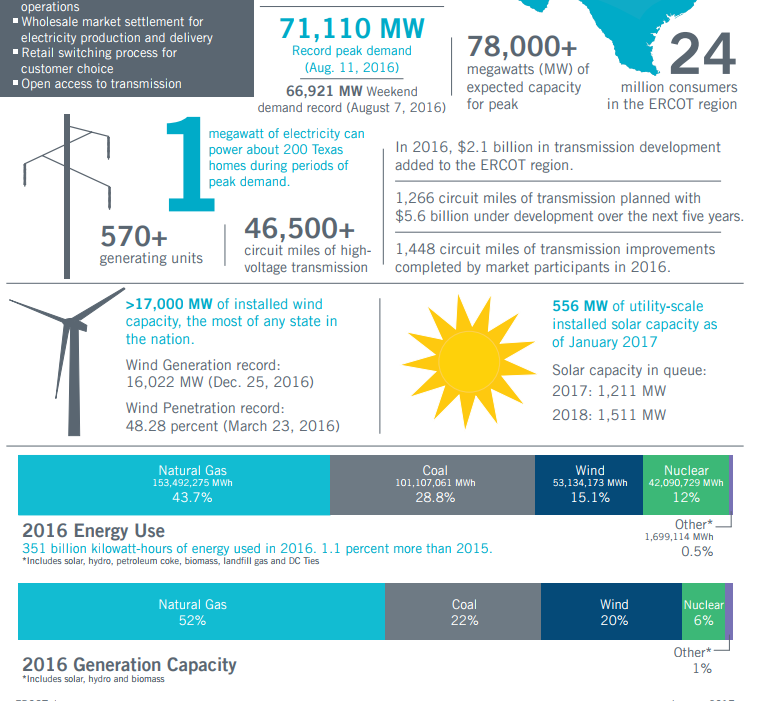 operations
▪ Wholesale market settlement for
electricity production and delivery
▪ Retail switching process for
customer choice
▪ Open access to transmission
71,110 MW
Record peak demand
(Aug. 11, 2016)
66,921 MW Weekend
demand record (August 7, 2016)
78,000+
megawatts (MW) of
expected capacity
for peak
24
million consumers
in the ERCOT region
1
megawatt of electricity can
power about 200 Texas
homes during periods of
peak demand.
570+
generating units
46,500+
circuit miles of high-
voltage transmission
In 2016, $2.1 billion in transmission development
added to the ERCOT region.
1,266 circuit miles of transmission planned with
$5.6 billion under development over the next five years.
1,448 circuit miles of transmission improvements
completed by market participants in 2016.
>17,000 MW of installed wind
capacity, the most of any state in
the nation.
Wind Generation record:
16,022 MW (Dec. 25, 2016)
Wind Penetration record:
48.28 percent (March 23, 2016)
556 MW of utility-scale
installed solar capacity as
of January 2017
Solar capacity in queue:
2017: 1,211 MW
2018: 1,511 MW
Natural Gas
153,492,275 MWh
43.7%
Coal
101,107,061 MWh
28.8%
Wind
53,134,173 MWh
15.1%
Nuclear
42,090,729 MWh
12%
Other*
1,699,114 MWh
0.5%
2016 Energy Use
351 billion kilowatt-hours of energy used in 2016. 1.1 percent more than 2015.
*Includes solar, hydro, petroleum coke, biomass, landfill gas and DC Ties
Natural Gas
52%
Coal
22%
Wind
20%
Nuclear
6%
Other*
1%
2016 Generation Capacity
*Includes solar, hydro and biomass